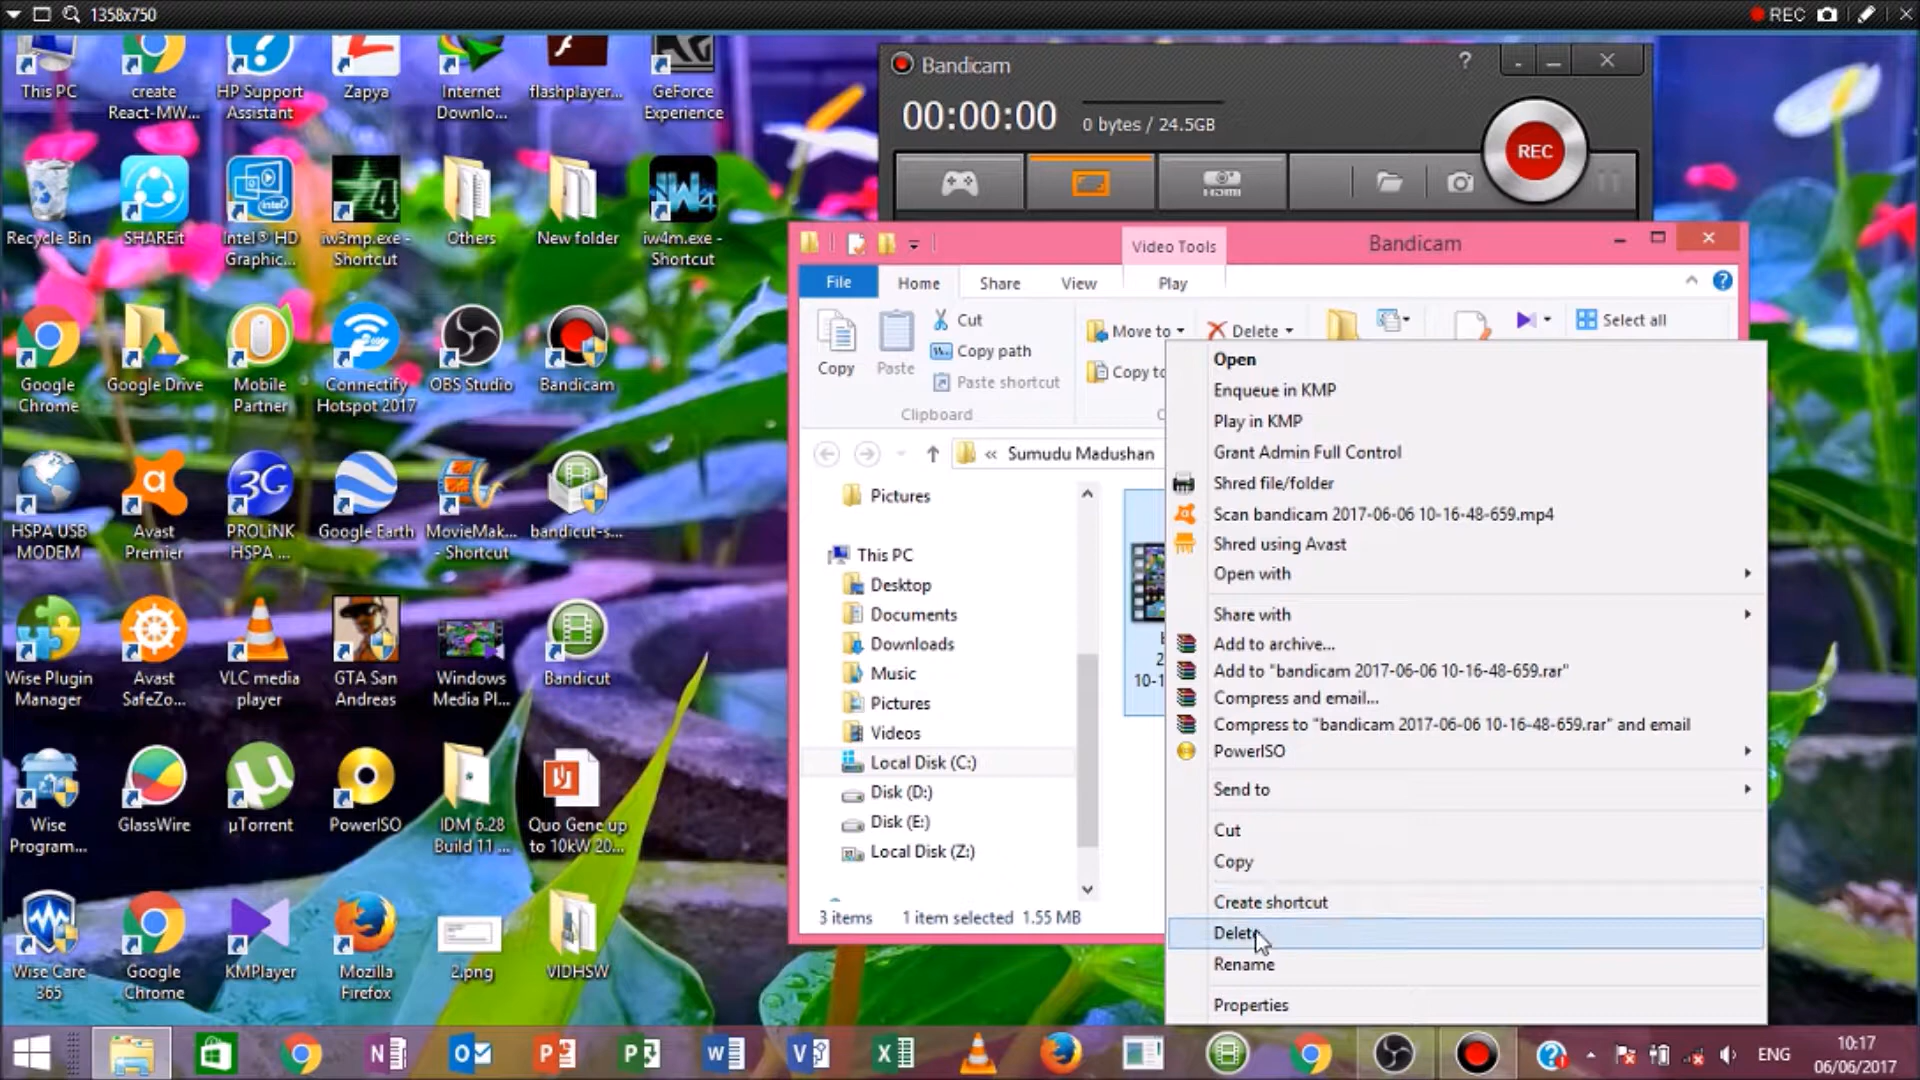 1358x750
REC
This PC
create
React-MW...
HP Support
Assistant
Zapya
Internet
Downlo...
flashplayer...
GeForce
Experience
Recycle Bin
SHAREit
Intel® HD
Graphic...
iw3mp.exe -
Shortcut
Others
New folder
iw4m.exe -
Shortcut
Google
Chrome
Google Drive
Mobile
Partner
Connectify
Hotspot 2017
OBS Studio
Bandicam
HSPA USB
MODEM
Avast
Premier
3G
PROLiNK
HSPA ...
Google Earth
MovieMak...
- Shortcut
bandicut-s...
Wise Plugin
Manager
Avast
SafeZo...
VLC media
player
GTA San
Andreas
Windows
Media Pl...
Bandicut
Wise
Program...
GlassWire
µTorrent
PowerISO
IDM 6.28
Build 11 ...
Quo Gene up
to 10kW 20...
Wise Care
365
Google
Chrome
KMPlayer
Mozilla
Firefox
2.png
VIDHSW
Bandicam
00:00:00
0 bytes / 24.5GB
REC
HDMI
Video Tools
Bandicam
File
Home
Share
View
Play
Copy
Paste
Cut
Copy path
Paste shortcut
Clipboard
Move to
Copy to
Delete
Select all
« Sumudu Madushan
Pictures
This PC
Desktop
Documents
Downloads
Music
Pictures
Videos
Local Disk (C:)
Disk (D:)
Disk (E:)
Local Disk (Z:)
3 items
1 item selected 1.55 MB
Open
Enqueue in KMP
Play in KMP
Grant Admin Full Control
Shred file/folder
Scan bandicam 2017-06-06 10-16-48-659.mp4
Shred using Avast
Open with
Share with
Add to archive...
Add to "bandicam 2017-06-06 10-16-48-659.rar"
Compress and email...
Compress to "bandicam 2017-06-06 10-16-48-659.rar" and email
PowerISO
Send to
Cut
Copy
Create shortcut
Delete
Rename
Properties
ENG
10:17
06/06/2017